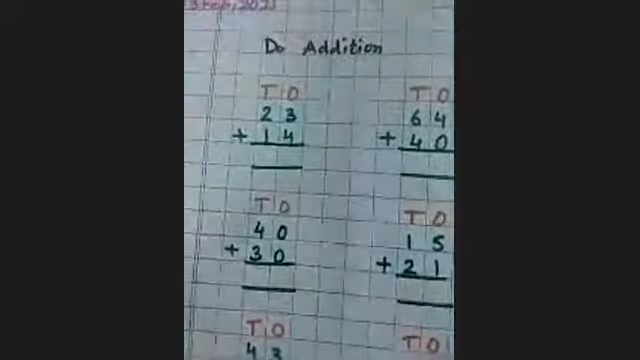 Do Addition
T O    T O
2 3    6 4
+ 1 4    + 4 0
T O    T O
4 0    1 5
+ 3 0    + 2 1
T O    T O
4 3